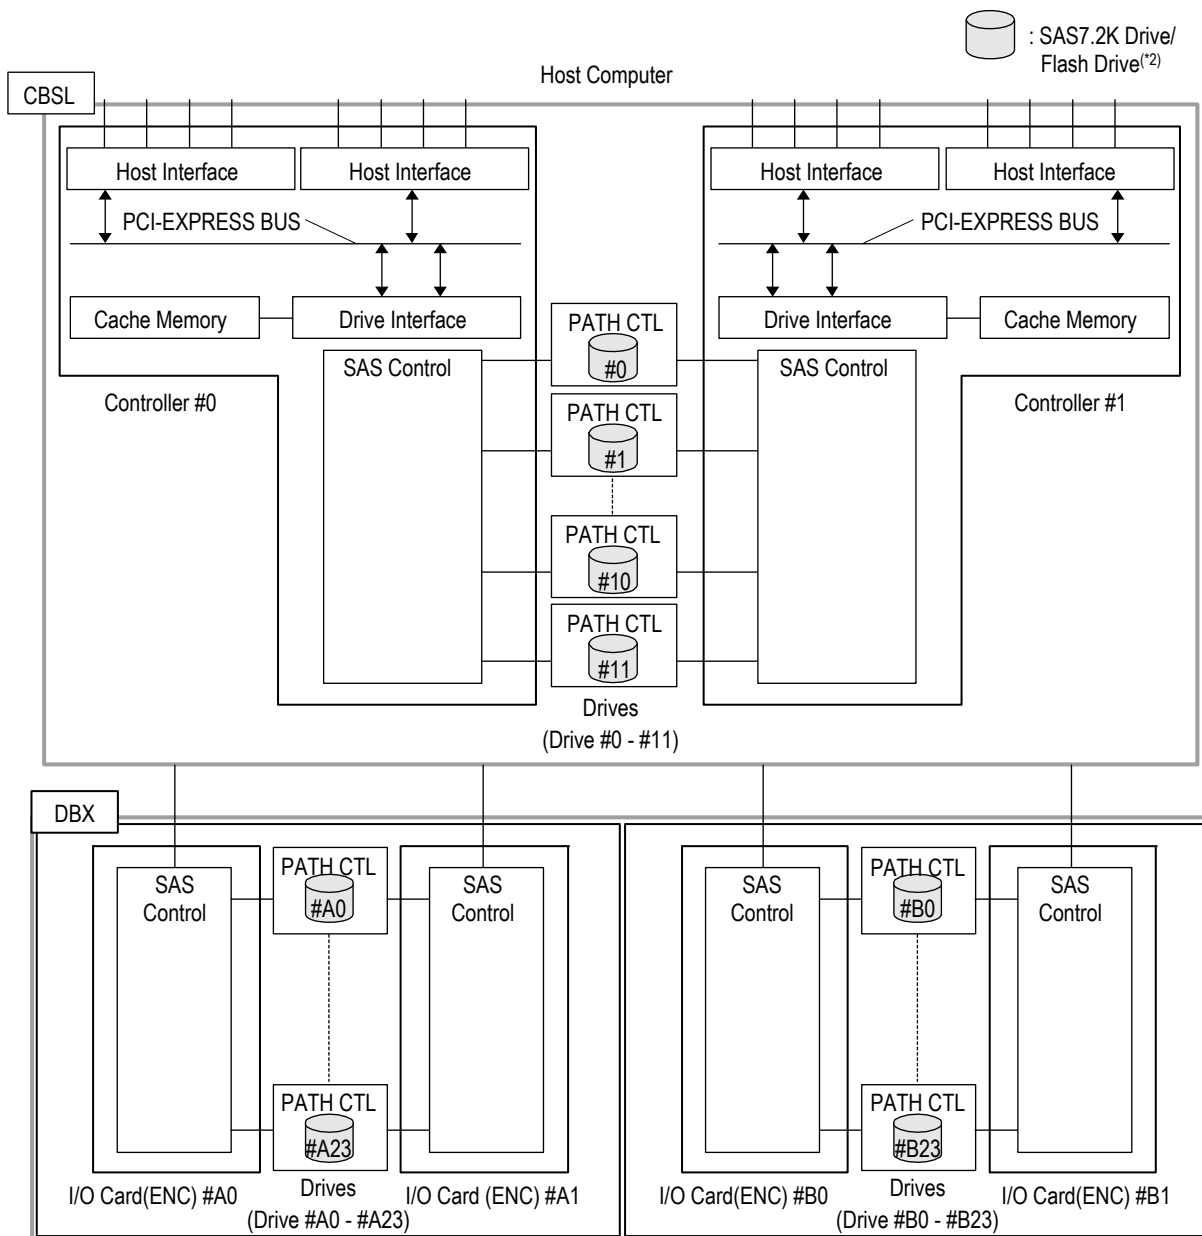 : SAS7.2K Drive/
Flash Drive(*2)
Host Computer
CBSL
Host Interface
Host Interface
Host Interface
Host Interface
PCI-EXPRESS BUS
PCI-EXPRESS BUS
Cache Memory
Drive Interface
PATH CTL
#0
Drive Interface
Cache Memory
SAS Control
SAS Control
Controller #0
Controller #1
PATH CTL
#1
PATH CTL
#10
PATH CTL
#11
Drives
(Drive #0 - #11)
DBX
SAS
Control
PATH CTL
#A0
SAS
Control
SAS
Control
PATH CTL
#B0
SAS
Control
PATH CTL
#A23
PATH CTL
#B23
I/O Card(ENC) #A0
Drives
(Drive #A0 - #A23)
I/O Card (ENC) #A1
I/O Card(ENC) #B0
Drives
(Drive #B0 - #B23)
I/O Card(ENC) #B1